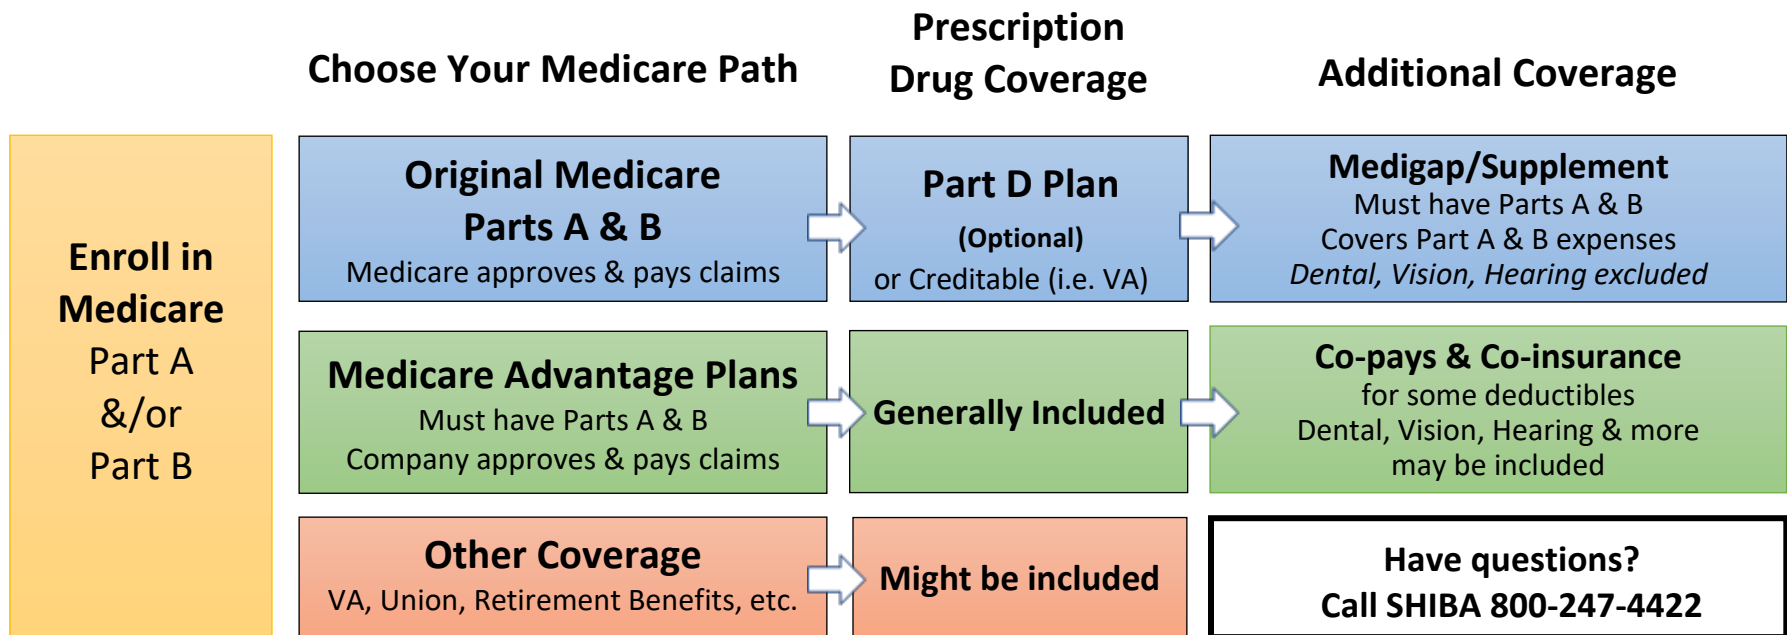 Choose Your Medicare Path
Prescription
Drug Coverage
Additional Coverage
Enroll in
Medicare
Part A
&/or
Part B
Original Medicare
Parts A & B
Medicare approves & pays claims
Part D Plan
(Optional)
or Creditable (i.e. VA)
Medigap/Supplement
Must have Parts A & B
Covers Part A & B expenses
Dental, Vision, Hearing excluded
Medicare Advantage Plans
Must have Parts A & B
Company approves & pays claims
Generally Included
Co-pays & Co-insurance
for some deductibles
Dental, Vision, Hearing & more
may be included
Other Coverage
VA, Union, Retirement Benefits, etc.
Might be included
Have questions?
Call SHIBA 800-247-4422